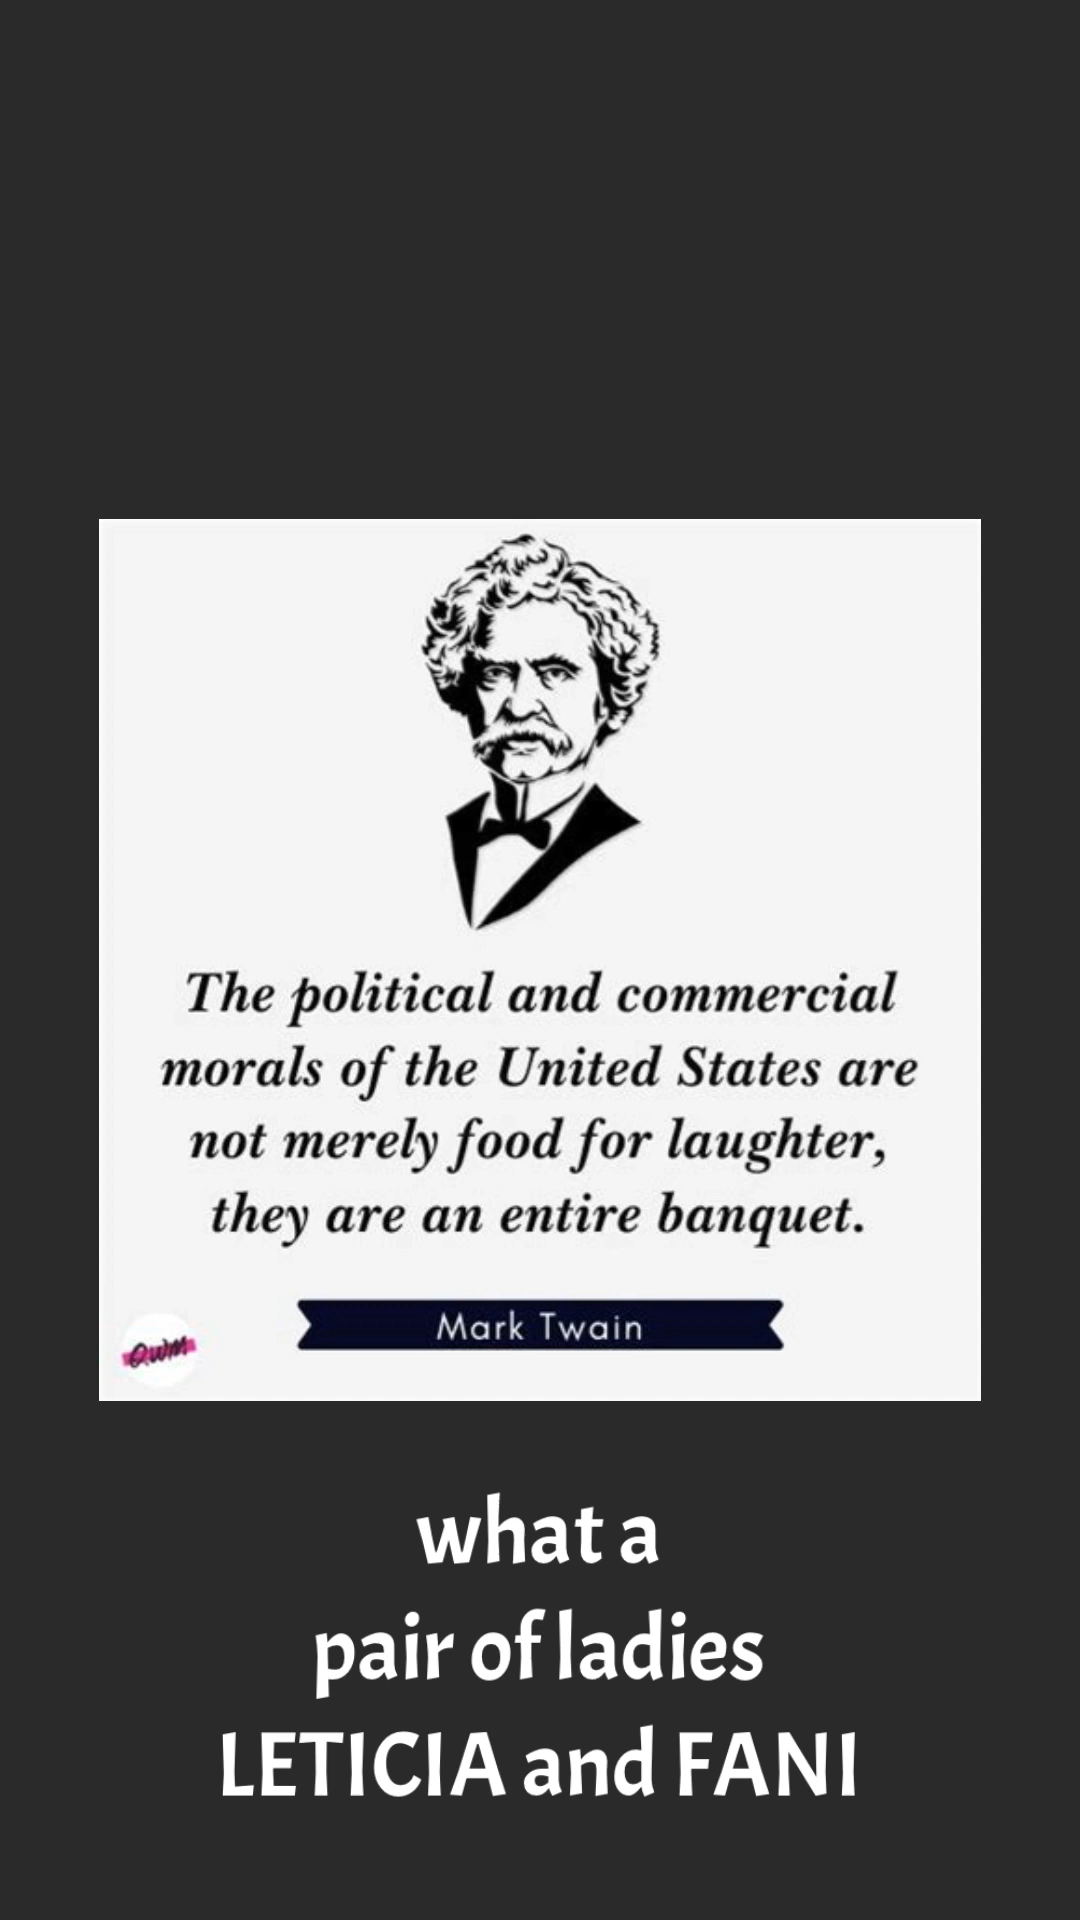 The political and commercial
morals of the United States are
not merely food for laughter,
they are an entire banquet.
Mark Twain
QWM
what a
pair of ladies
LETICIA and FANI